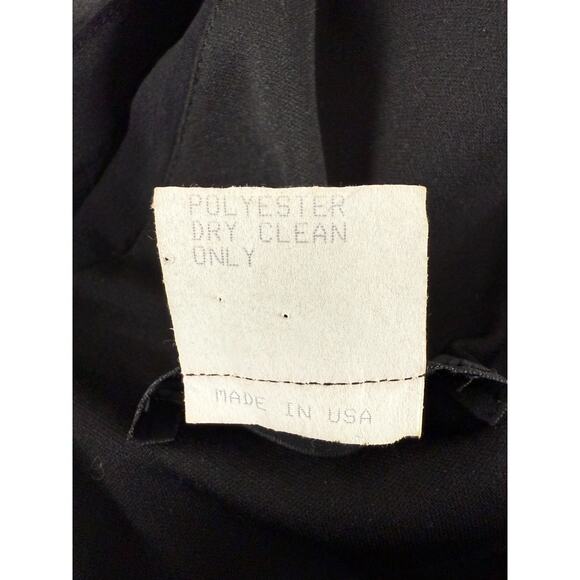 POLYESTER
DRY CLEAN
ONLY
MADE IN USA